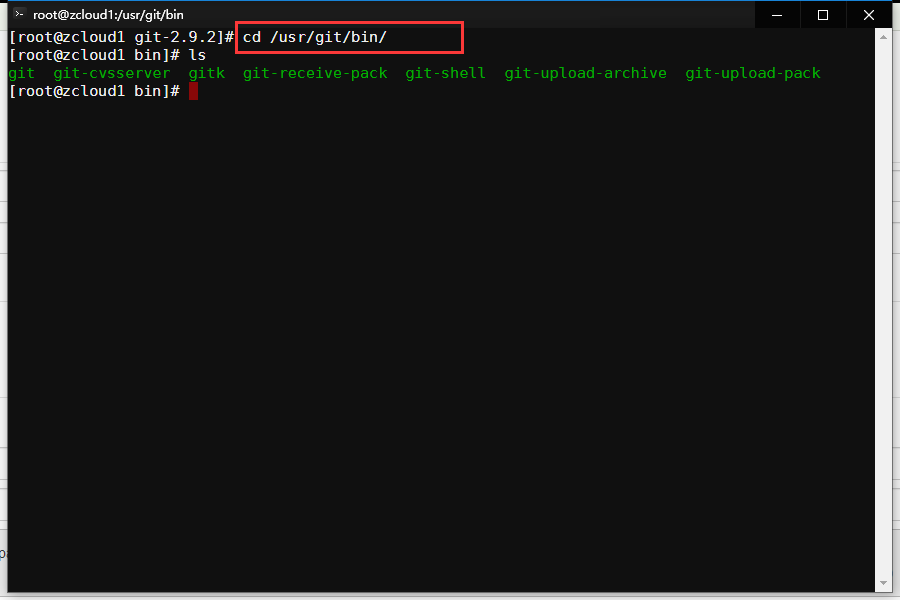 root@zcloud1:/usr/git/bin
[root@zcloud1 git-2.9.2]# cd /usr/git/bin/
[root@zcloud1 bin]# ls
git  git-cvsserver  gitk  git-receive-pack  git-shell  git-upload-archive  git-upload-pack
[root@zcloud1 bin]#